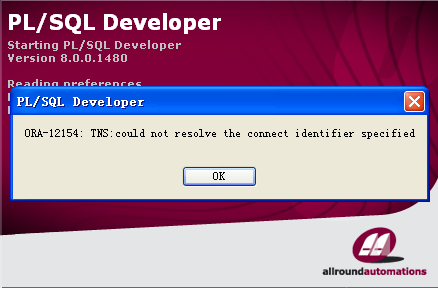 PL/SQL Developer
Starting PL/SQL Developer
Version 8.0.0.1480
Reading preferences
PL/SQL Developer
ORA-12154: TNS:could not resolve the connect identifier specified
OK
allroundautomations